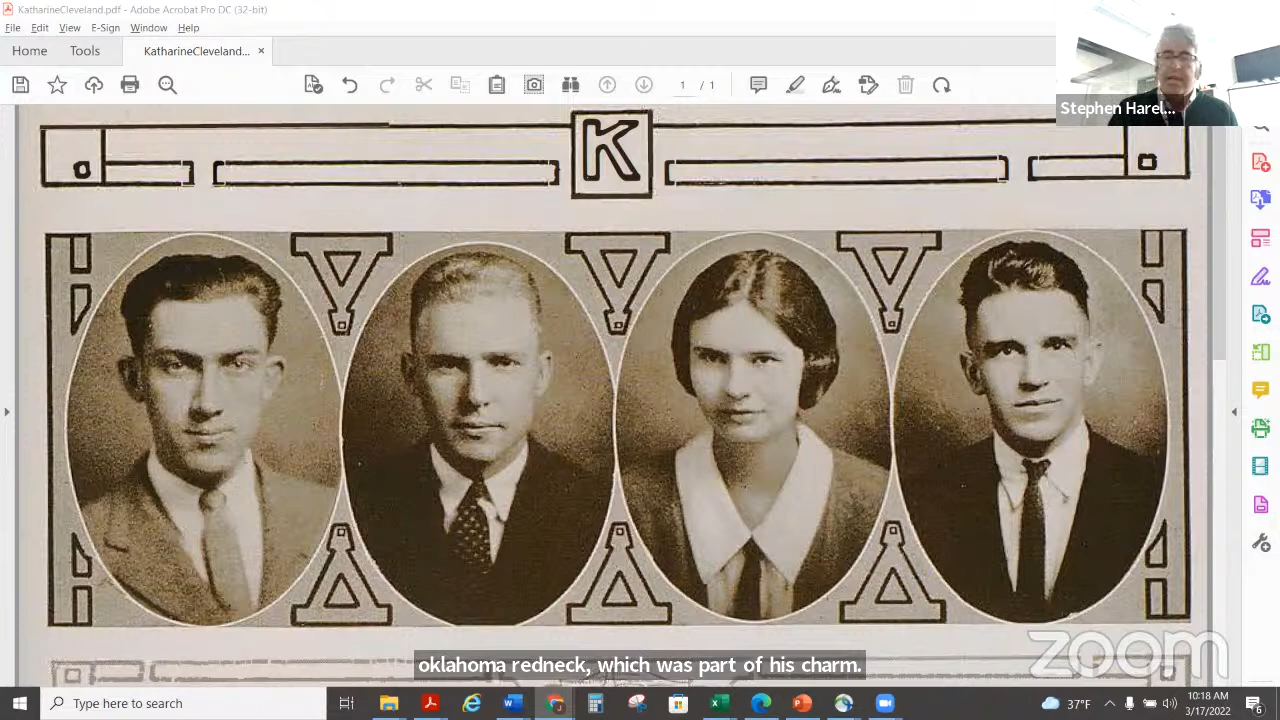 KatharineCleveland.pdf - Adobe Acrobat Pro DC (32-bit)
File Edit View E-Sign Window Help
Home Tools KatharineCleveland... ×
1 / 1
Stephen Harel...
K
zoom
oklahoma redneck, which was part of his charm.
Type here to search
37°F
10:18 AM
3/17/2022
6